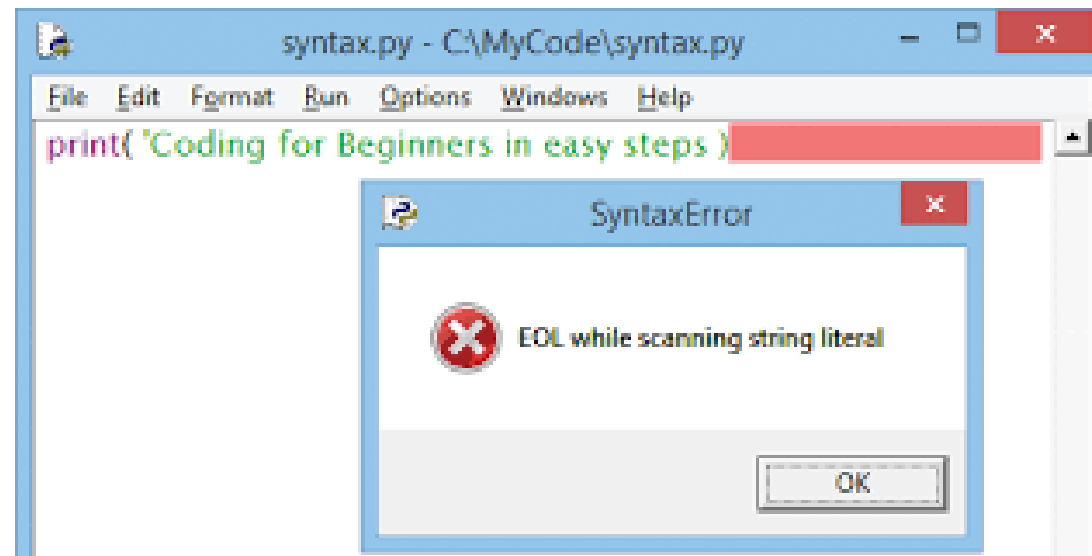 syntax.py - C:\MyCode\syntax.py
File Edit Format Run Options Windows Help
print( 'Coding for Beginners in easy steps )
SyntaxError
EOL while scanning string literal
OK